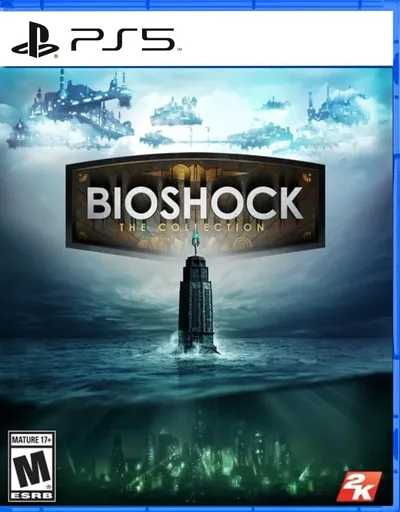 PS5
BIOSHOCK
THE COLLECTION
MATURE 17+
M
ESRB
2K